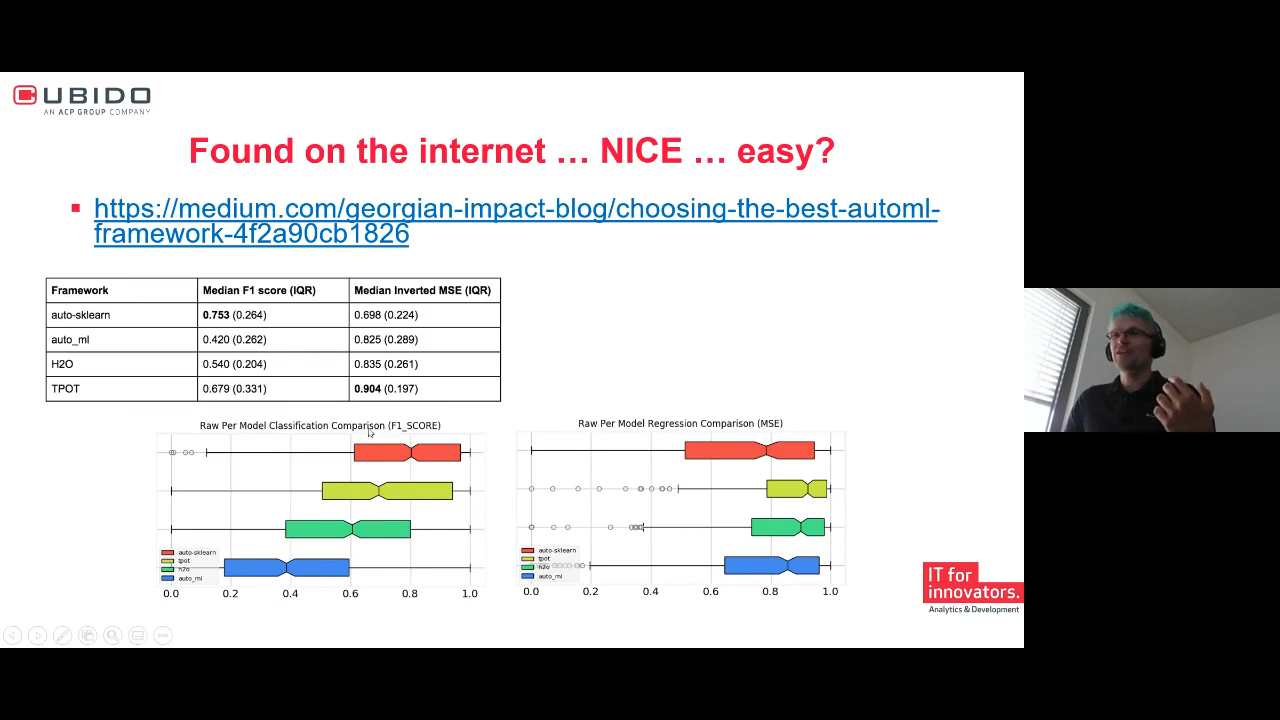 CUBIDO
AN ACP GROUP COMPANY
Found on the internet … NICE … easy?
https://medium.com/georgian-impact-blog/choosing-the-best-automl-
framework-4f2a90cb1826
Framework Median F1 score (IQR) Median Inverted MSE (IQR)
auto-sklearn 0.753 (0.264) 0.698 (0.224)
auto_ml 0.420 (0.262) 0.825 (0.289)
H2O 0.540 (0.204) 0.835 (0.261)
TPOT 0.679 (0.331) 0.904 (0.197)
Raw Per Model Classification Comparison (F1_SCORE)
auto-sklearn
tpot
h2o
auto_ml
0.0 0.2 0.4 0.6 0.8 1.0
Raw Per Model Regression Comparison (MSE)
auto-sklearn
tpot
h2o
auto_ml
0.0 0.2 0.4 0.6 0.8 1.0
IT for
innovators.
Analytics & Development